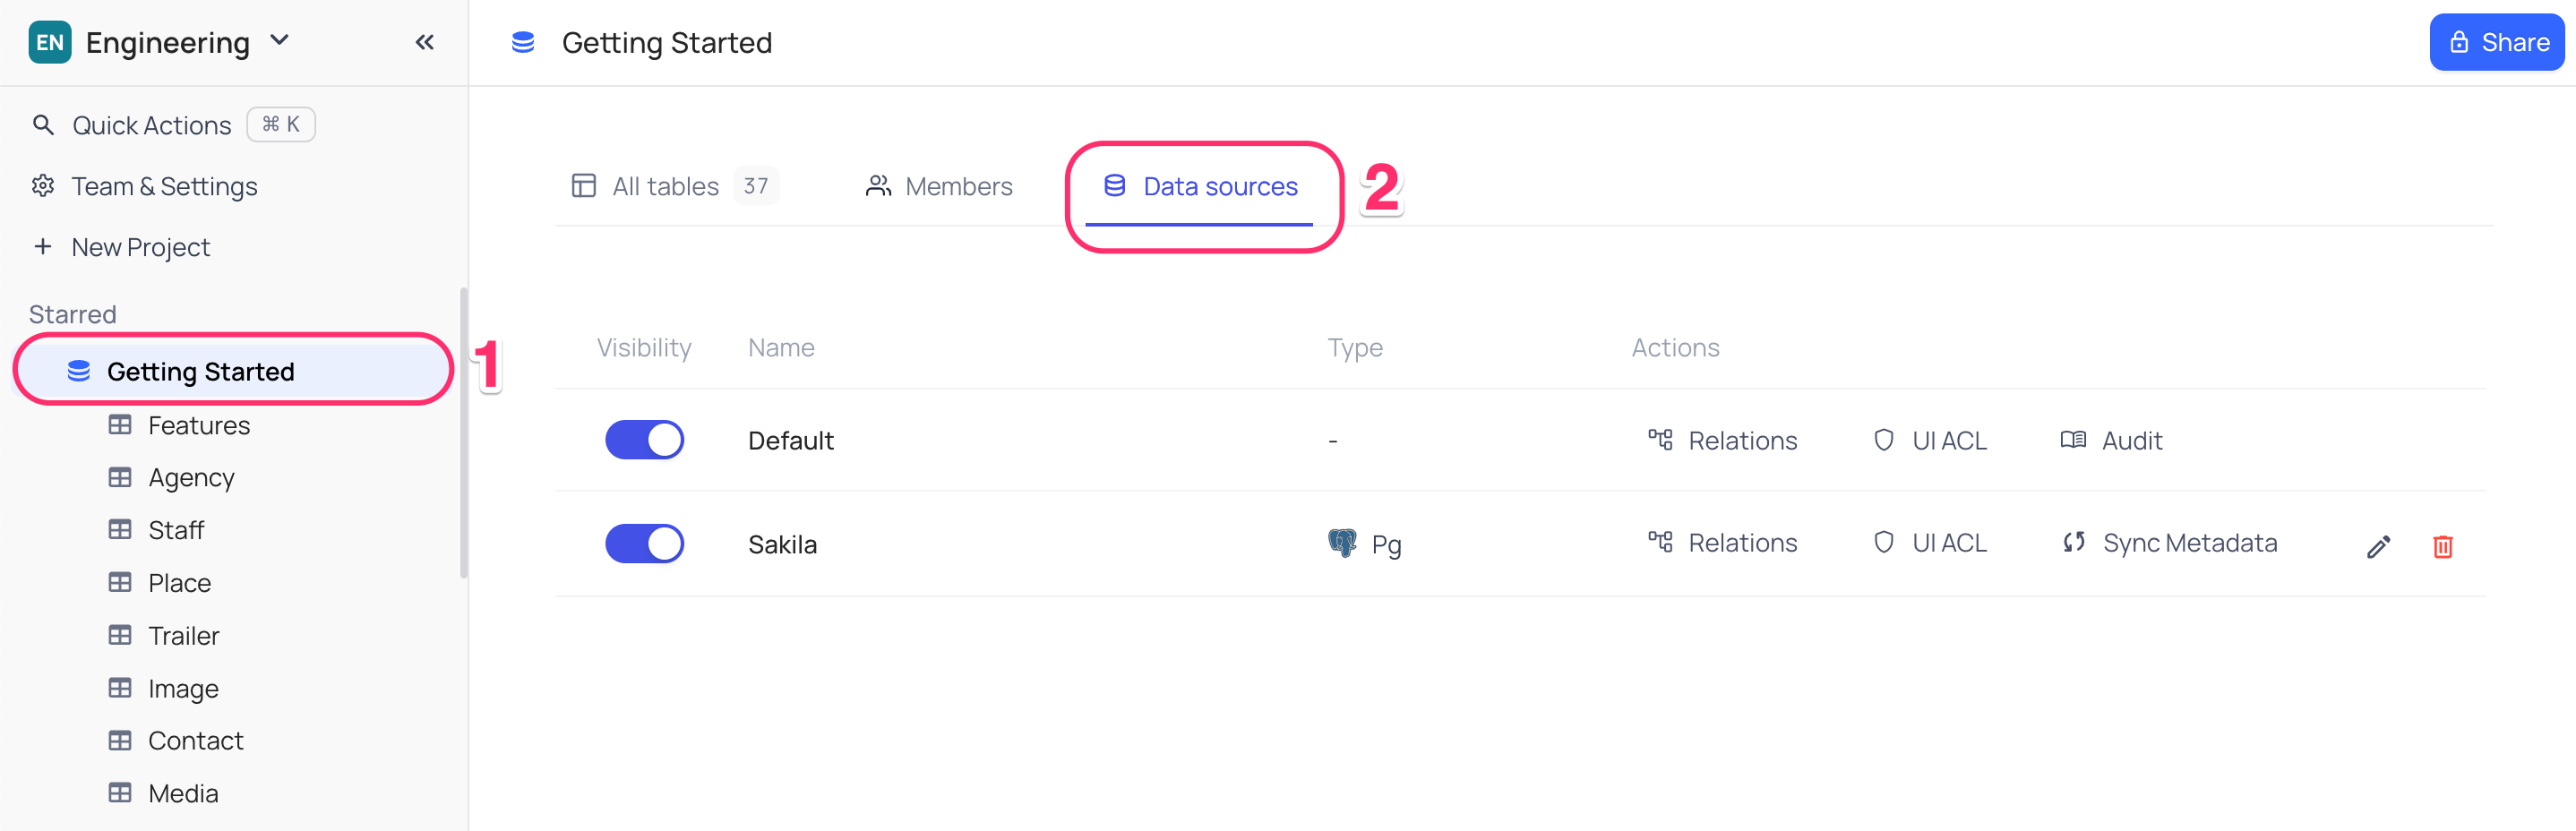 EN Engineering
Getting Started
Share
Quick Actions ⌘ K
Team & Settings
New Project
Starred
Getting Started
1
Features
Agency
Staff
Place
Trailer
Image
Contact
Media
All tables 37
Members
Data sources
2
Visibility Name Type Actions
Default - Relations UI ACL Audit
Sakila Pg Relations UI ACL Sync Metadata